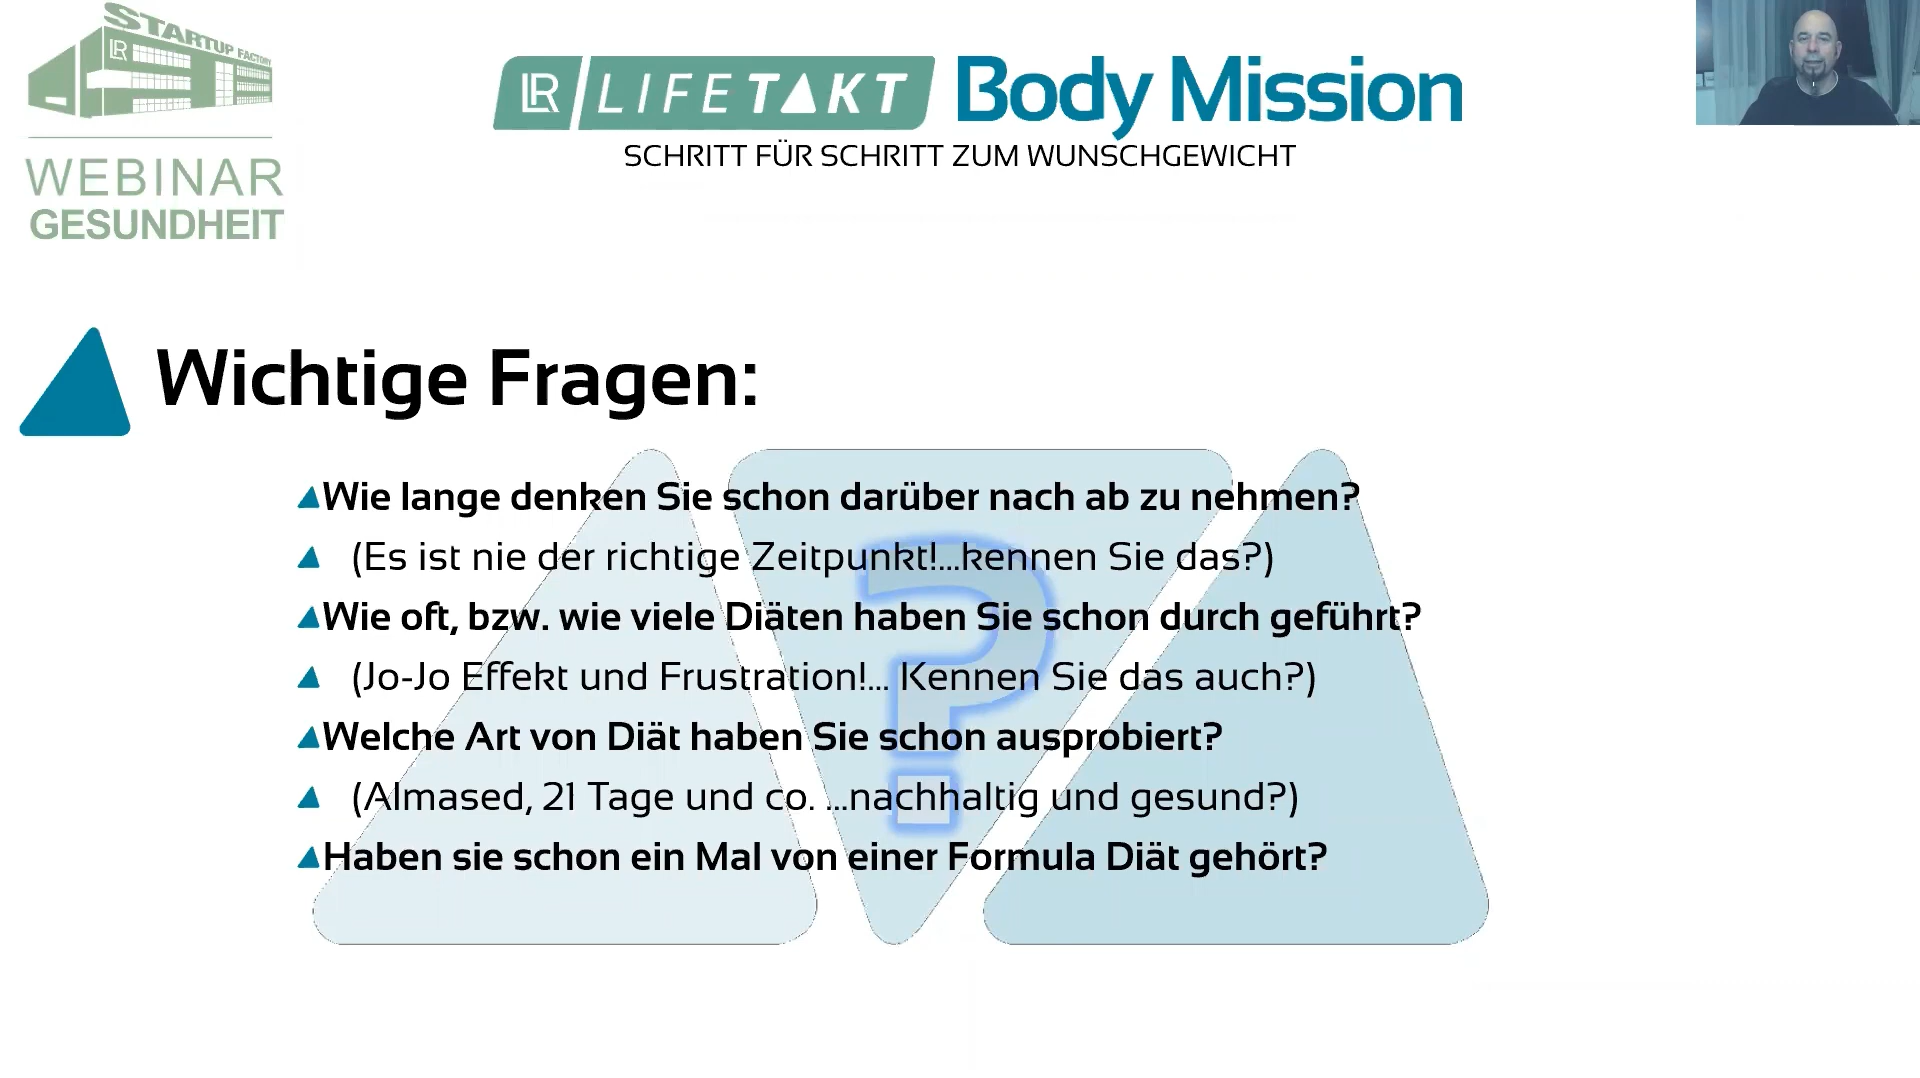 STARTUP FACTORY
LR
WEBINAR
GESUNDHEIT
LR LIFETAKT Body Mission
SCHRITT FÜR SCHRITT ZUM WUNSCHGEWICHT
Wichtige Fragen:
Wie lange denken Sie schon darüber nach ab zu nehmen?
(Es ist nie der richtige Zeitpunkt!...kennen Sie das?)
Wie oft, bzw. wie viele Diäten haben Sie schon durch geführt?
(Jo-Jo Effekt und Frustration!... Kennen Sie das auch?)
Welche Art von Diät haben Sie schon ausprobiert?
(Almased, 21 Tage und co. ...nachhaltig und gesund?)
Haben sie schon ein Mal von einer Formula Diät gehört?
?